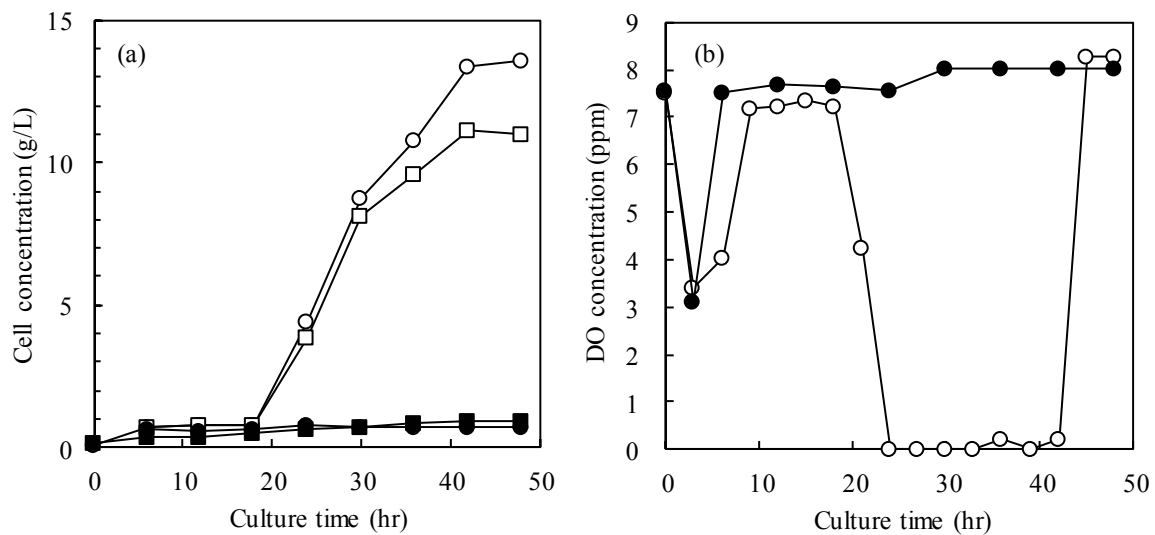 (a)
Cell concentration (g/L)
15
10
5
0
0 10 20 30 40 50
Culture time (hr)
(b)
DO concentration (ppm)
9
8
7
6
5
4
3
2
1
0
0 10 20 30 40 50
Culture time (hr)